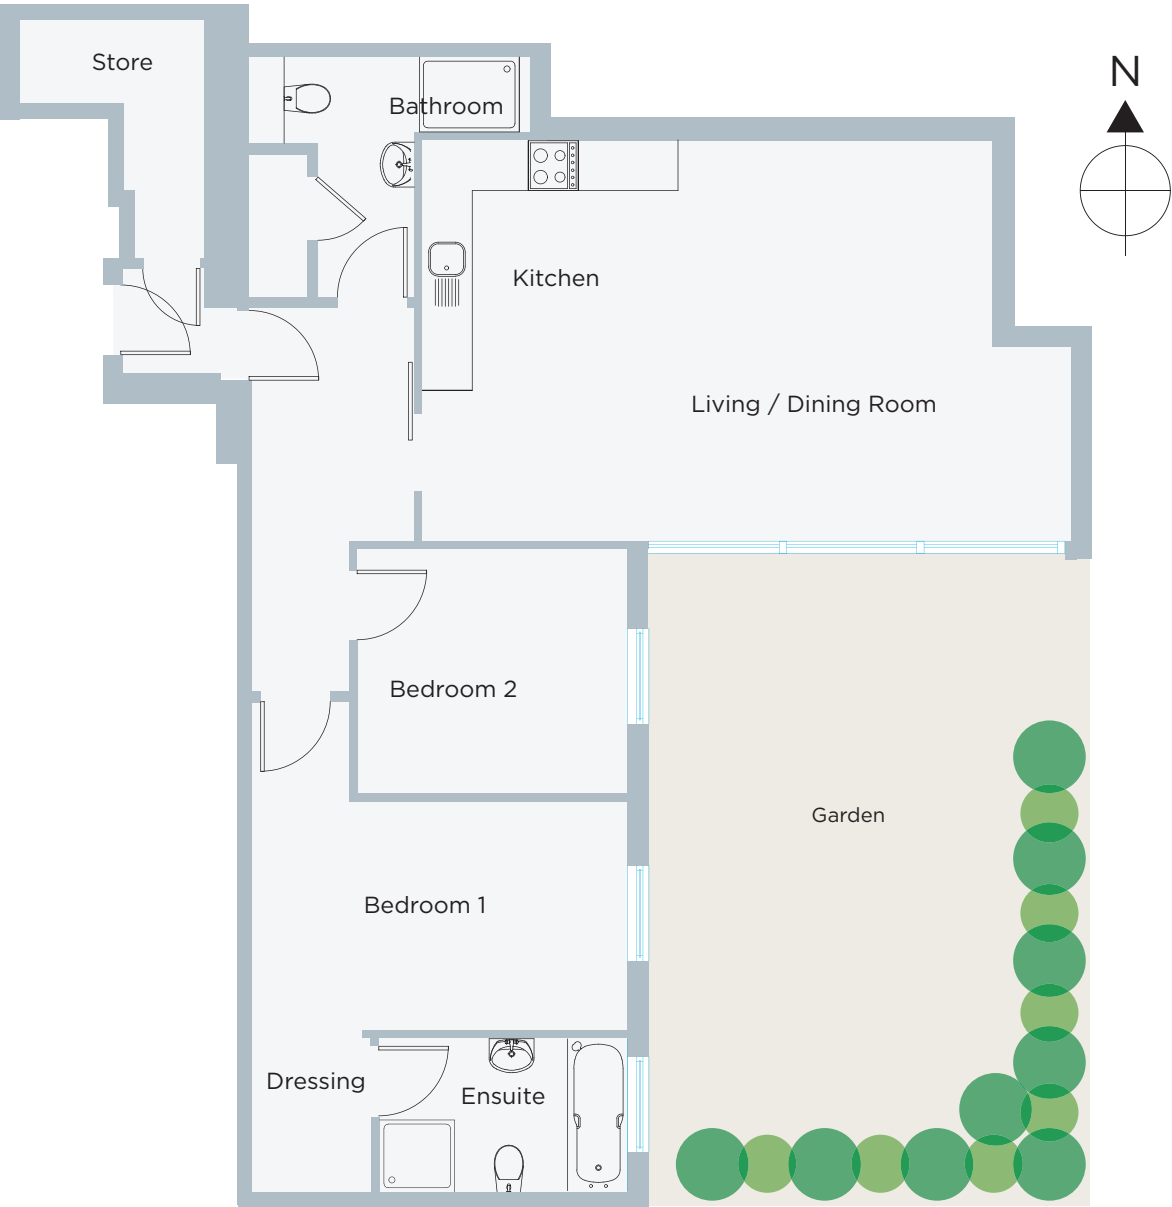 Store
N
Bathroom
Kitchen
Living / Dining Room
Bedroom 2
Garden
Bedroom 1
Dressing
Ensuite